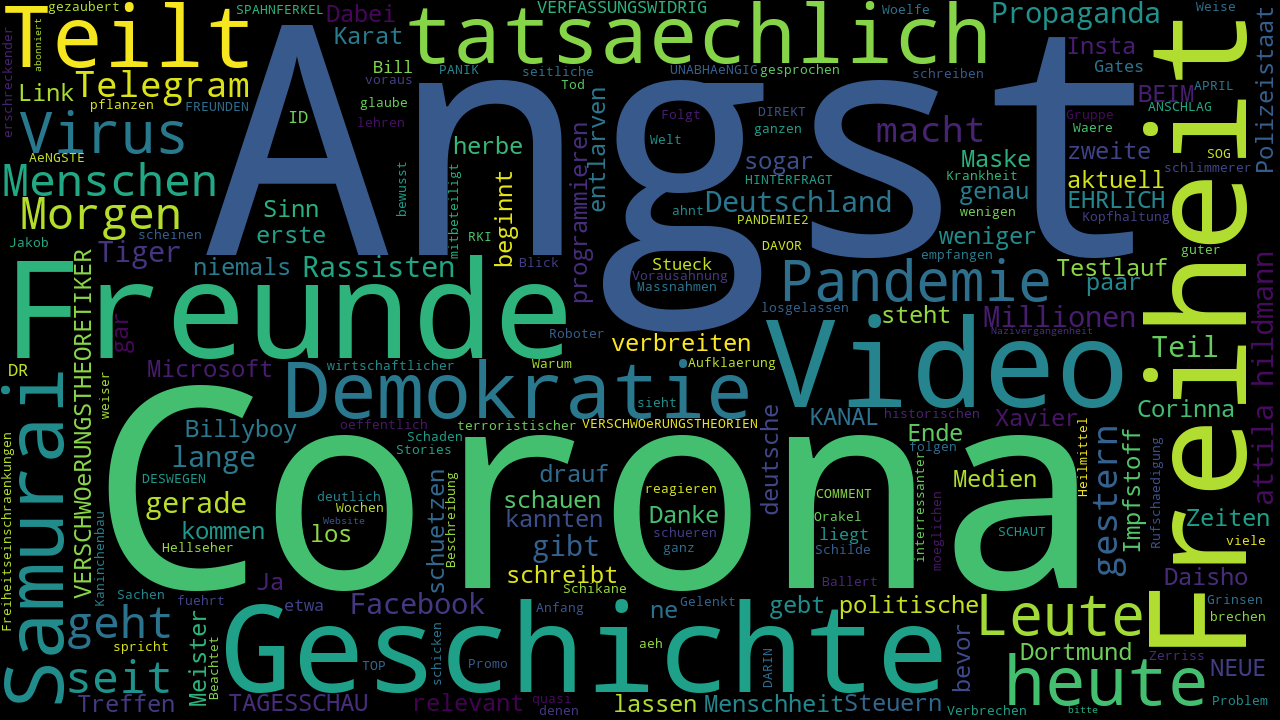 gezaubert
SPAHNFERKEL
Dabei
VERFASSUNGSWIDRIG
Woelfe
Propaganda
Weise
Teilt
abonniert
erschreckender
Karat
tatsaechlich
Insta
Gates
Polizeistaat
Link
Telegram
Bill
voraus
PANIK
seitliche
Tod
UNABHAeNGIG
gesprochen
schreiben
BEIM
APRIL
ANSCHLAG
pflanzen
FREUNDEN
glaube
ID
lehren
Folgt
DIREKT
ganzen
Gruppe
Waere
Virus
Angst
Welt
macht
herbe
entlarven
programmieren
sogar
Maske
zweite
SOG
schlimmerer
AeNGSTE
Menschen
bewusst
mitbeteiligt
beginnt
HINTERFRAGT
Krankheit
genau
aktuell
EHRLICH
Kopfhaltung
Morgen
Sinn
erste
ahnt
Deutschland
PANDEMIE2
wenigen
Jakob
scheinen
RKI
DAVOR
weniger
guter
Tiger
niemals
Rassisten
Blick
Stueck
Vorausahnung
Massnahmen
empfangen
Testlauf
paar
Pandemie
Freiheit
attila hildmann
Freunde
VERSCHWOeRUNGSTHEORETIKER
gar
losgelassen
steht
Millionen
Nazivergangenheit
Roboter
verbreiten
Video
Teil
DR
Microsoft
wirtschaftlicher
Warum
Aufklaerung
weiser
Demokratie
sieht
KANAL
historischen
Xavier
Corinna
Samurai
Billyboy
oeffentlich
terroristischer
VERSCHWOeRUNGSTHEORIEN
Schaden
Stories
Ende
folgen
Heilmittel
lange
Corona
deutsche
gestern
Impfstoff
Rufschaedigung
Freiheitseinschraenkungen
DESWEGEN
drauf
Medien
gerade
deutlich
Wochen
Website
schauen
kannten
reagieren
COMMENT
interressanter
moeglichen
Kaninchenbau
kommen
los
schuetzen
Beschreibung
Danke
Orakel
SCHAUT
Zeiten
Hellseher
gibt
schueren
ganz
liegt
Schilde
viele
Ja
schreibt
Schikane
Ballert
Daisho
Sachen
fuehrt
etwa
Facebook
Anfang
ne
Gelenkt
gebt
politische
Leute
Grinsen
brechen
geht
Meister
Geschichte
aeh
bevor
Dortmund
spricht
seit
Beachtet
TOP
schicken
Promo
DARIN
heute
Zerriss
NEUE
Treffen
TAGESSCHAU
relevant
quasi
denen
lassen
Menschheit
Steuern
Verbrechen
bitte
Problem